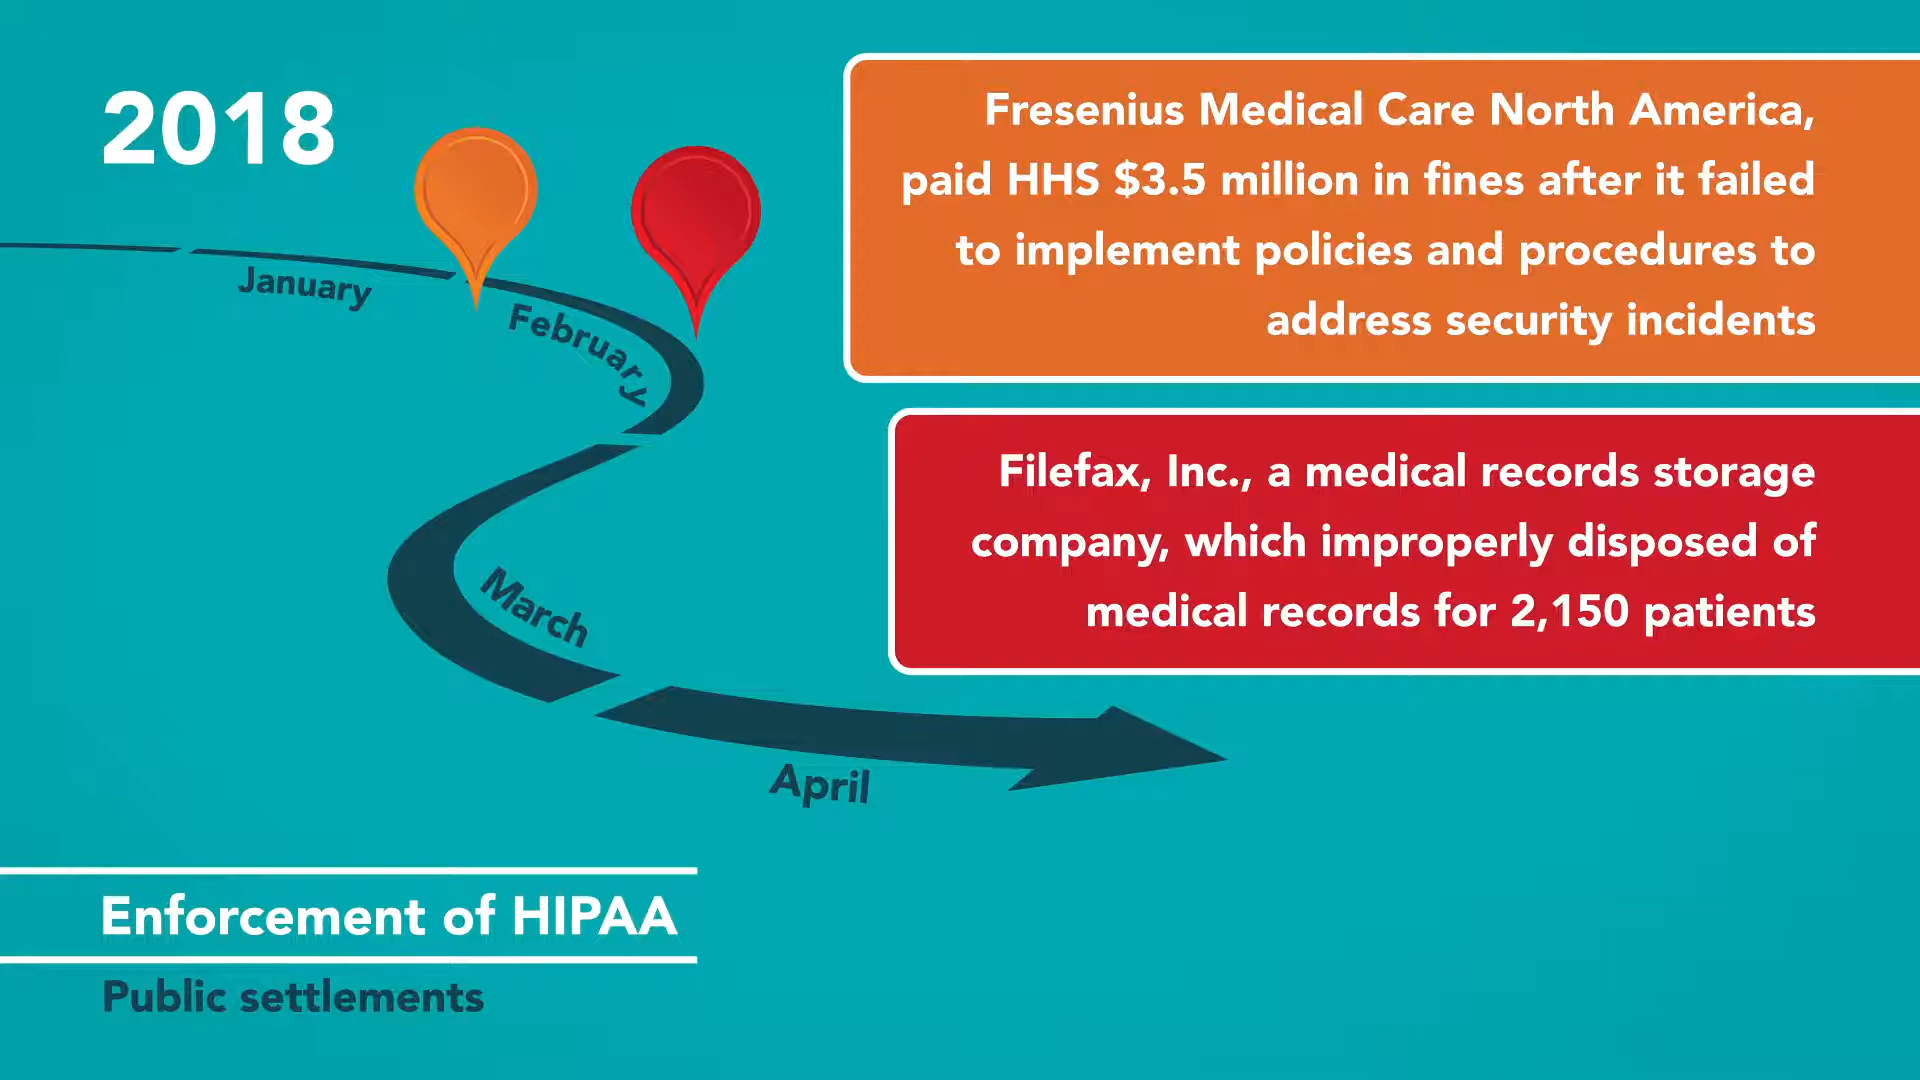 2018
January
February
March
April
Fresenius Medical Care North America,
paid HHS $3.5 million in fines after it failed
to implement policies and procedures to
address security incidents
Filefax, Inc., a medical records storage
company, which improperly disposed of
medical records for 2,150 patients
Enforcement of HIPAA
Public settlements